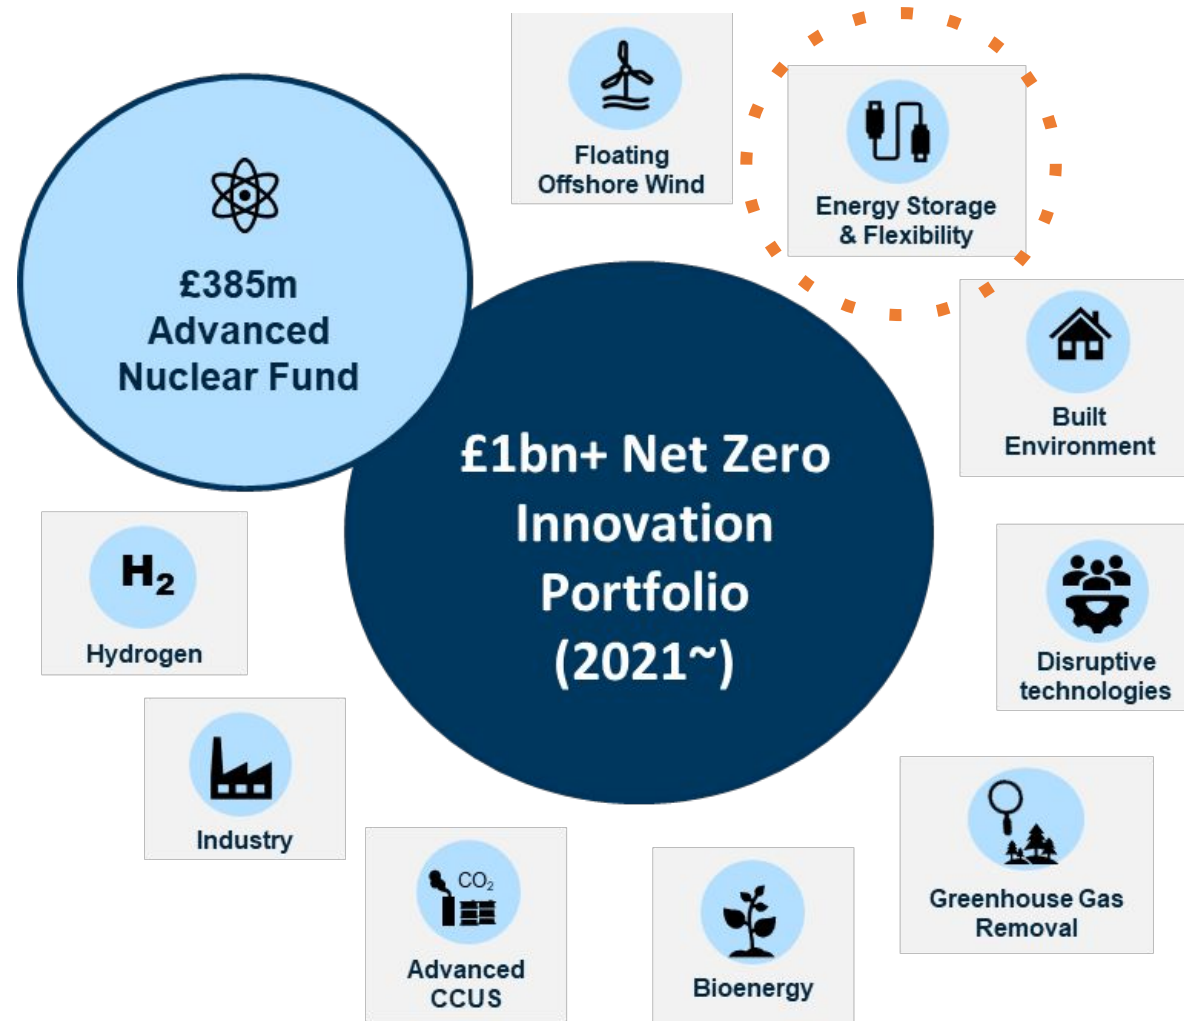 Floating
Offshore Wind
Energy Storage
& Flexibility
£385m
Advanced
Nuclear Fund
Built
Environment
£1bn+ Net Zero
Innovation
Portfolio
(2021~)
H₂
Hydrogen
Disruptive
technologies
Industry
Greenhouse Gas
Removal
CO₂
Advanced
CCUS
Bioenergy